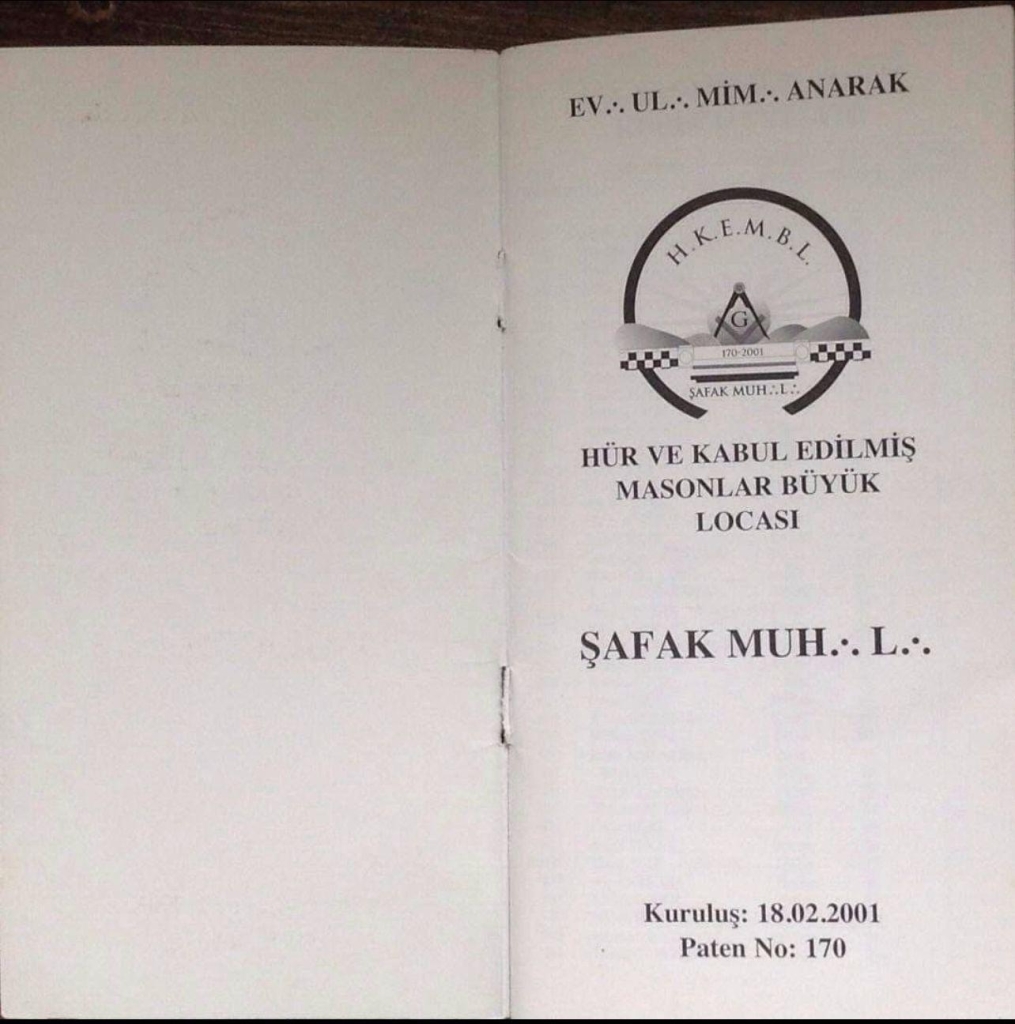 EV.·. UL.·. MİM.·. ANARAK
H.K.E.M.B.L.
G
170-2001
ŞAFAK MUH.·.L.·.
HÜR VE KABUL EDİLMİŞ
MASONLAR BÜYÜK
LOCASI
ŞAFAK MUH.·. L.·.
Kuruluş: 18.02.2001
Paten No: 170